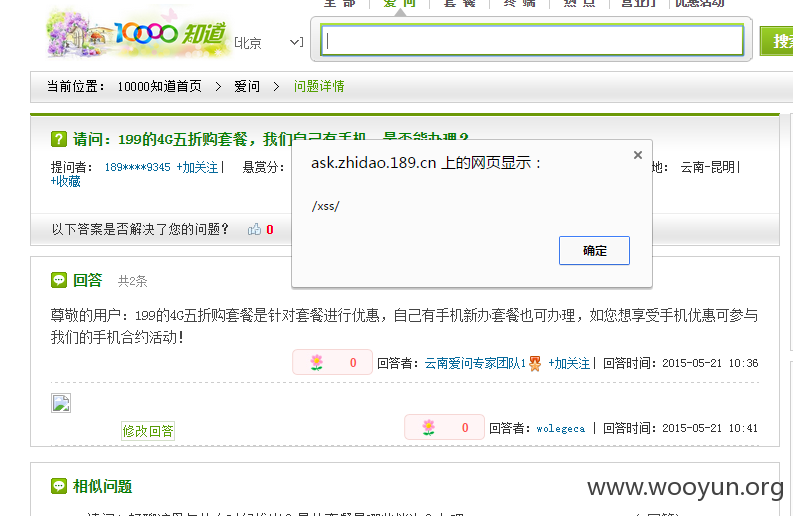 全 部 爱 问 套 餐 终 端 热 点 营业厅 优惠活动
10000 知道 [北京 ] 搜索
当前位置： 10000知道首页 > 爱问 > 问题详情
请问：199的4G五折购套餐，我们自己有手机，是否能办理？
提问者： 189****9345 +加关注| 悬赏分： 地： 云南-昆明|
+收藏
ask.zhidao.189.cn 上的网页显示：
/xss/
确定
以下答案是否解决了您的问题？ 0
回答 共2条
尊敬的用户：199的4G五折购套餐是针对套餐进行优惠，自己有手机新办套餐也可办理，如您想享受手机优惠可参与
我们的手机合约活动！
0 回答者：云南爱问专家团队1 +加关注| 回答时间：2015-05-21 10:36
修改回答
0 回答者：wolegeca | 回答时间：2015-05-21 10:41
相似问题
www.wooyun.org